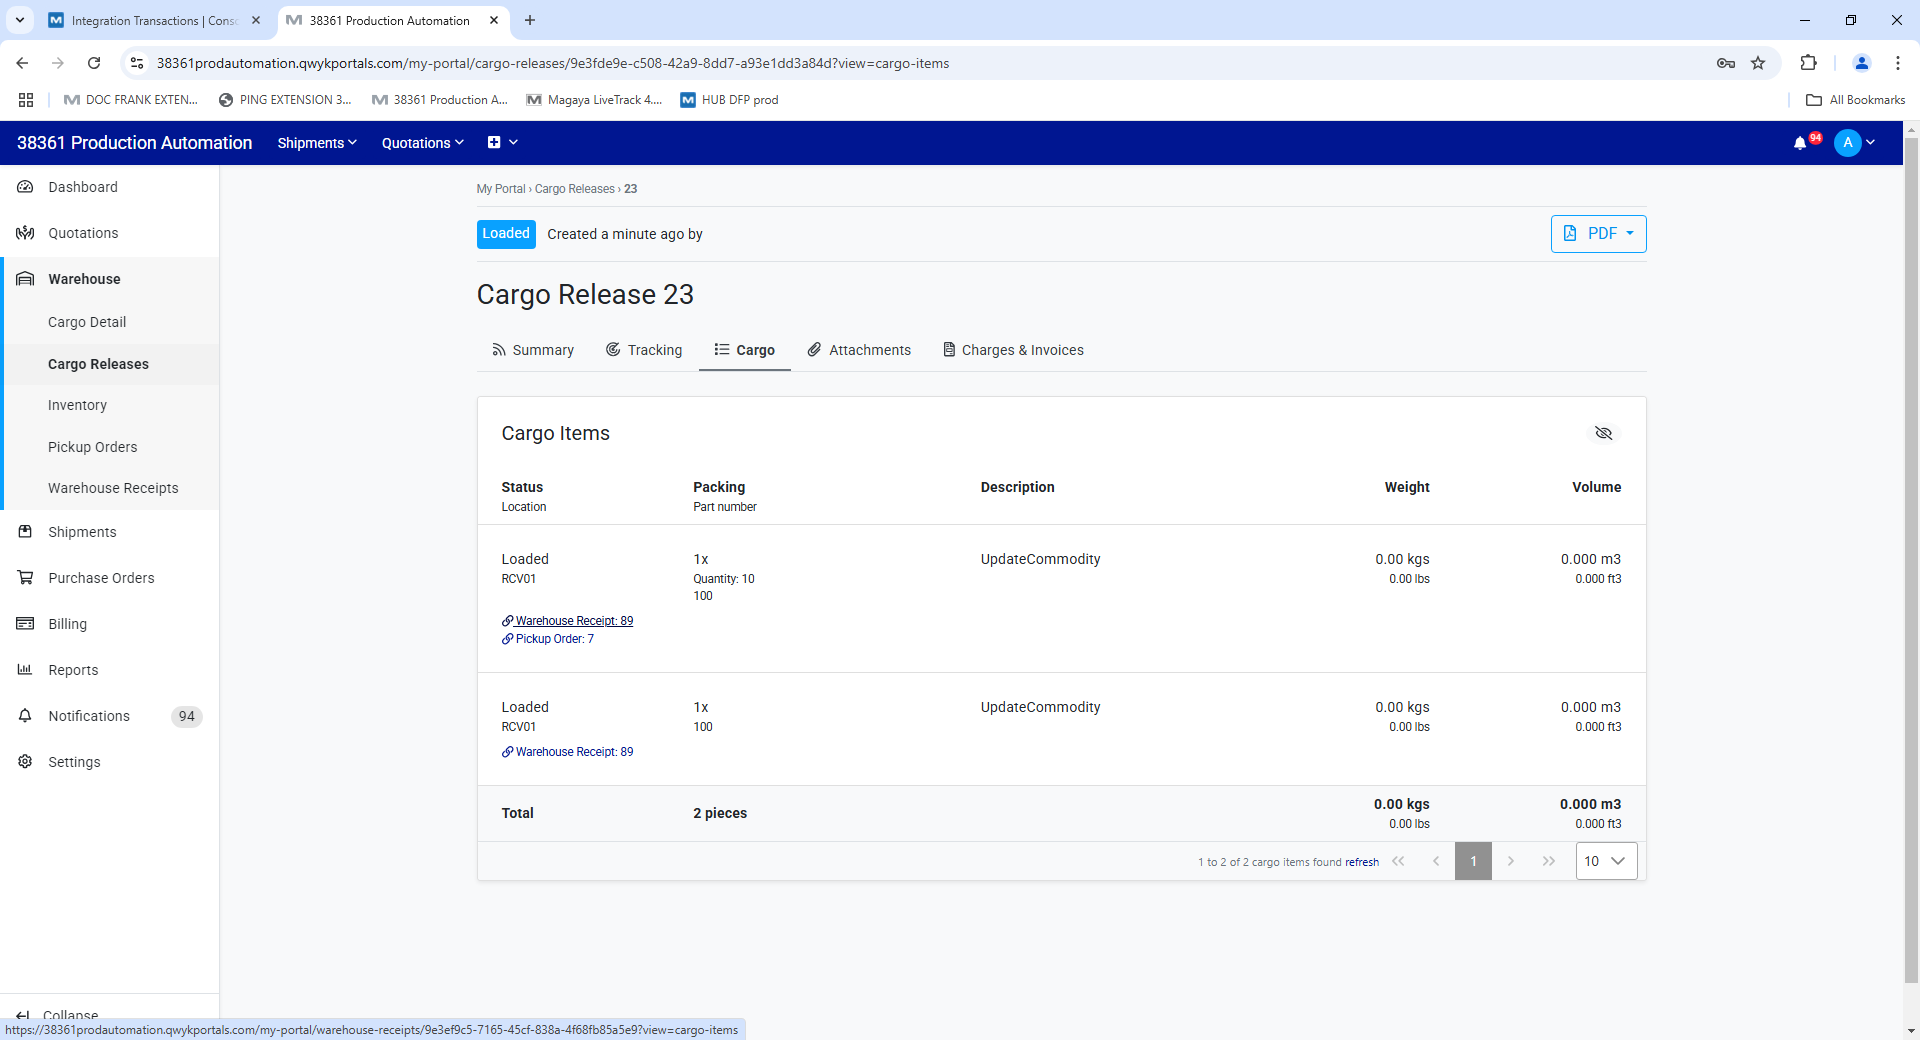 Integration Transactions | Conso
38361 Production Automation
38361prodautomation.qwykportals.com/my-portal/cargo-releases/9e3fde9e-c508-42a9-8dd7-a93e1dd3a84d?view=cargo-items
DOC FRANK EXTEN...
PING EXTENSION 3...
38361 Production A...
Magaya LiveTrack 4....
HUB DFP prod
All Bookmarks
38361 Production Automation
Shipments
Quotations
94
A
Dashboard
Quotations
Warehouse
Cargo Detail
Cargo Releases
Inventory
Pickup Orders
Warehouse Receipts
Shipments
Purchase Orders
Billing
Reports
Notifications 94
Settings
Collapse
My Portal › Cargo Releases › 23
Loaded Created a minute ago by
PDF
Cargo Release 23
Summary
Tracking
Cargo
Attachments
Charges & Invoices
Cargo Items
Status Packing Description Weight Volume
Location Part number
Loaded 1x UpdateCommodity 0.00 kgs 0.000 m3
RCV01 Quantity: 10 0.00 lbs 0.000 ft3
100
Warehouse Receipt: 89
Pickup Order: 7
Loaded 1x UpdateCommodity 0.00 kgs 0.000 m3
RCV01 100 0.00 lbs 0.000 ft3
Warehouse Receipt: 89
Total 2 pieces 0.00 kgs 0.000 m3
0.00 lbs 0.000 ft3
1 to 2 of 2 cargo items found refresh 1 10
https://38361prodautomation.qwykportals.com/my-portal/warehouse-receipts/9e3ef9c5-7165-45cf-838a-4f68fb85a5e9?view=cargo-items